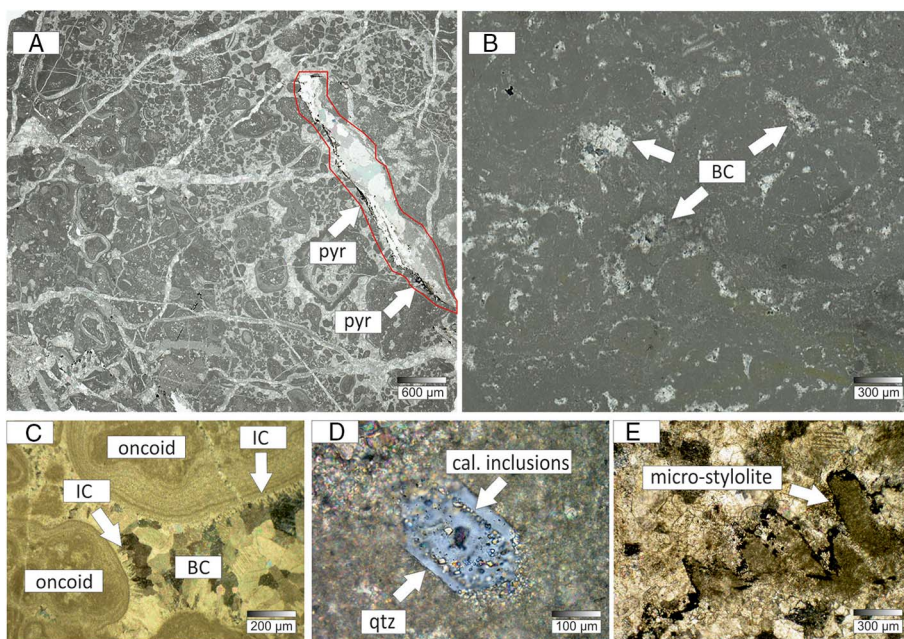 A
pyr
pyr
600 µm
B
BC
300 µm
C
oncoid
IC
IC
BC
oncoid
200 µm
D
cal. inclusions
qtz
100 µm
E
micro-stylolite
300 µm